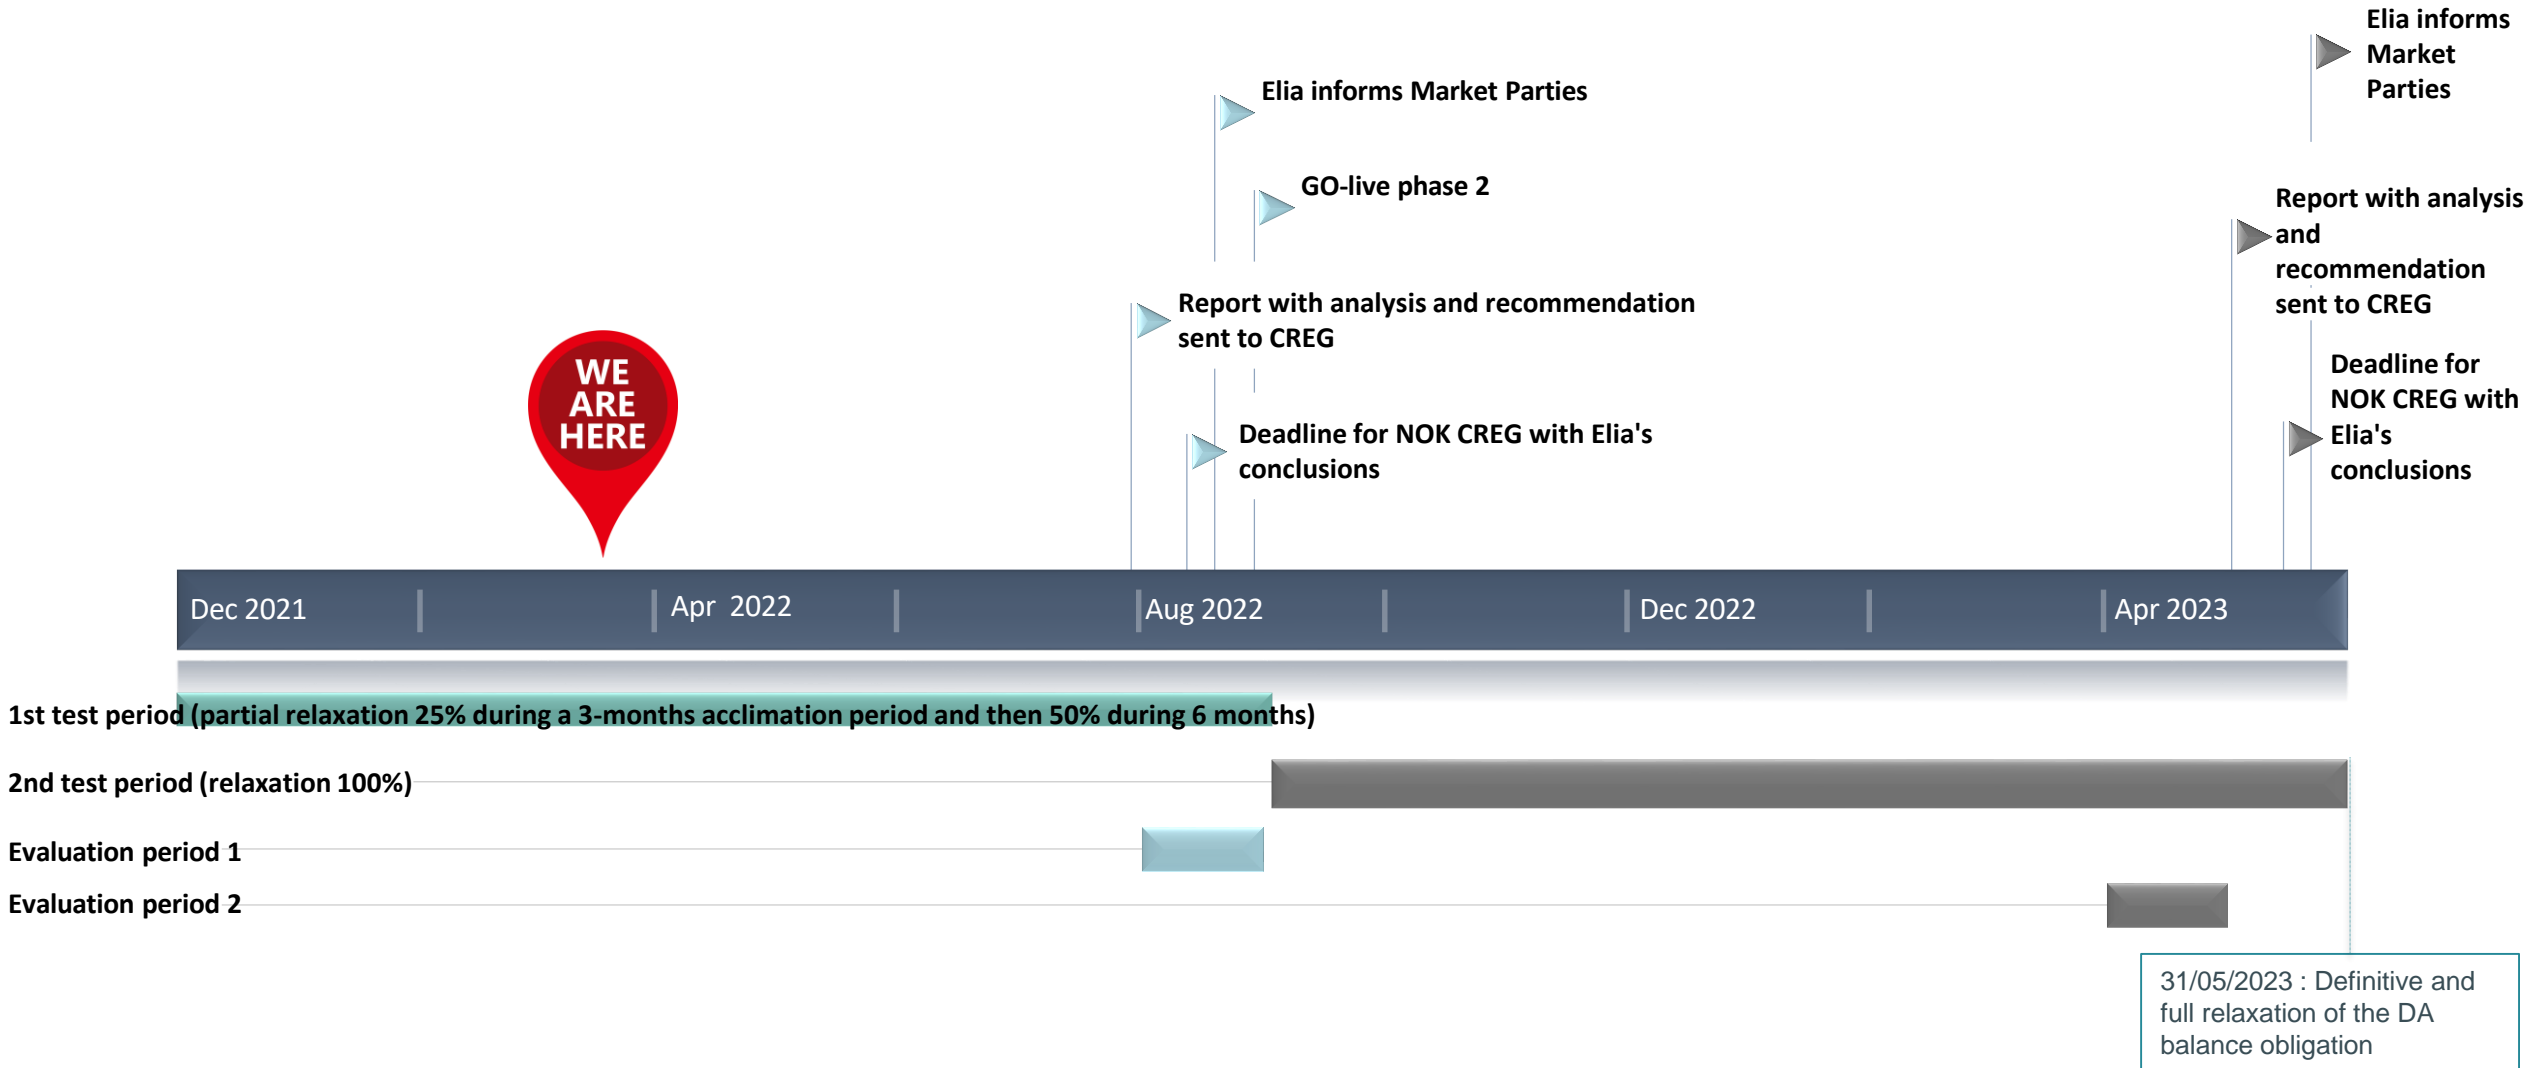 Elia informs
Market
Parties
Elia informs Market Parties
GO-live phase 2
Report with analysis
and
recommendation
sent to CREG
Report with analysis and recommendation
sent to CREG
WE
ARE
HERE
Deadline for
NOK CREG with
Elia's
conclusions
Deadline for NOK CREG with Elia's
conclusions
Dec 2021
Apr 2022
Aug 2022
Dec 2022
Apr 2023
1st test period (partial relaxation 25% during a 3-months acclimation period and then 50% during 6 months)
2nd test period (relaxation 100%)
Evaluation period 1
Evaluation period 2
31/05/2023 : Definitive and
full relaxation of the DA
balance obligation